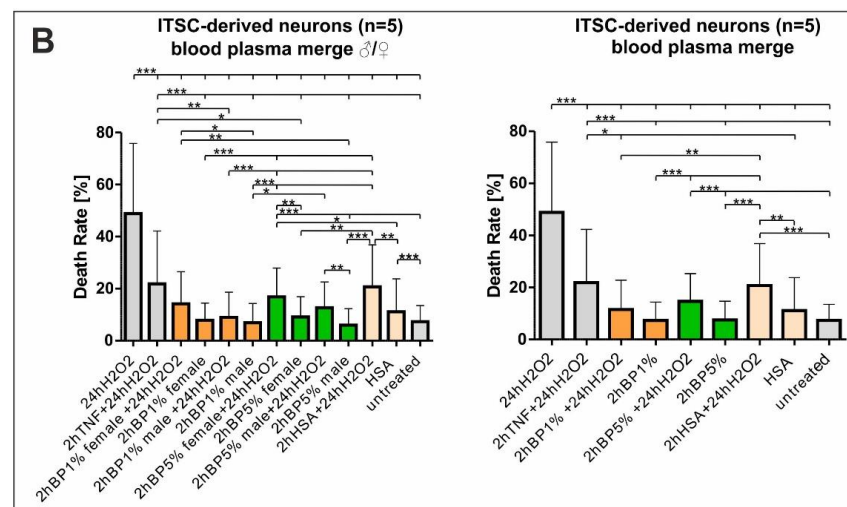 B
ITSC-derived neurons (n=5)
blood plasma merge ♂/♀
***
***
**
*
*
**
***
***
***
*
**
***
*
**
***
**
***
**
Death Rate [%]
80
60
40
20
0
24hH2O2
2hTNF+24hH2O2
2hBP1% female +24hH2O2
2hBP1% female
2hBP1% male +24hH2O2
2hBP1% male
2hBP5% female+24hH2O2
2hBP5% female
2hBP5% male+24hH2O2
2hBP5% male
2hHSA+24hH2O2
HSA
untreated
ITSC-derived neurons (n=5)
blood plasma merge
***
***
*
**
***
***
***
**
***
Death Rate [%]
80
60
40
20
0
24hH2O2
2hTNF+24hH2O2
2hBP1% +24hH2O2
2hBP1%
2hBP5% +24hH2O2
2hBP5%
2hHSA+24hH2O2
HSA
untreated